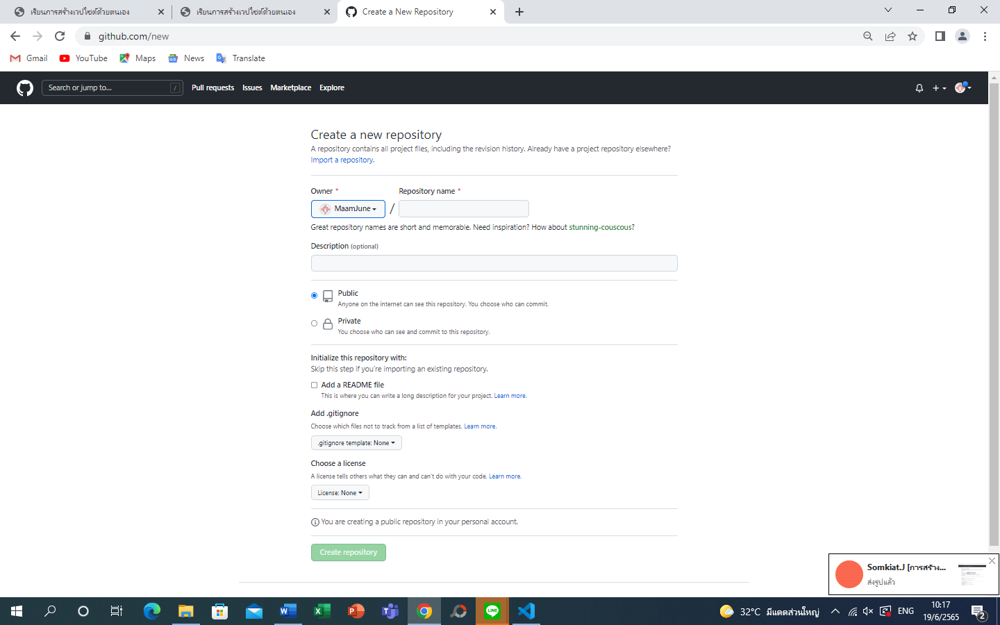 เรียนการสร้างเวปไซต์ด้วยตนเอง
เรียนการสร้างเวปไซต์ด้วยตนเอง
Create a New Repository
github.com/new
Gmail
YouTube
Maps
News
Translate
Search or jump to...
/
Pull requests
Issues
Marketplace
Explore
Create a new repository
A repository contains all project files, including the revision history. Already have a project repository elsewhere?
Import a repository.
Owner *
Repository name *
MaamJune
/
Great repository names are short and memorable. Need inspiration? How about stunning-couscous?
Description (optional)
Public
Anyone on the internet can see this repository. You choose who can commit.
Private
You choose who can see and commit to this repository.
Initialize this repository with:
Skip this step if you're importing an existing repository.
Add a README file
This is where you can write a long description for your project. Learn more.
Add .gitignore
Choose which files not to track from a list of templates. Learn more.
.gitignore template: None
Choose a license
A license tells others what they can and can't do with your code. Learn more.
License: None
You are creating a public repository in your personal account.
Create repository
Somkiat.J [การสร้าง...
ส่งรูปแล้ว
32°C มีแดดส่วนใหญ่
ENG
10:17
19/6/2565
2